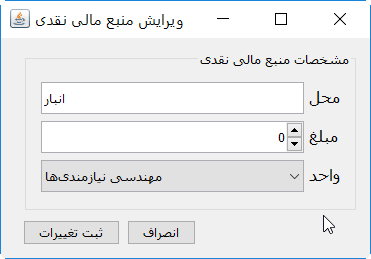 ویرایش منبع مالی نقدی
مشخصات منبع مالی نقدی
محل انبار
مبلغ 0
واحد مهندسی نیازمندی‌ها
انصراف ثبت تغییرات